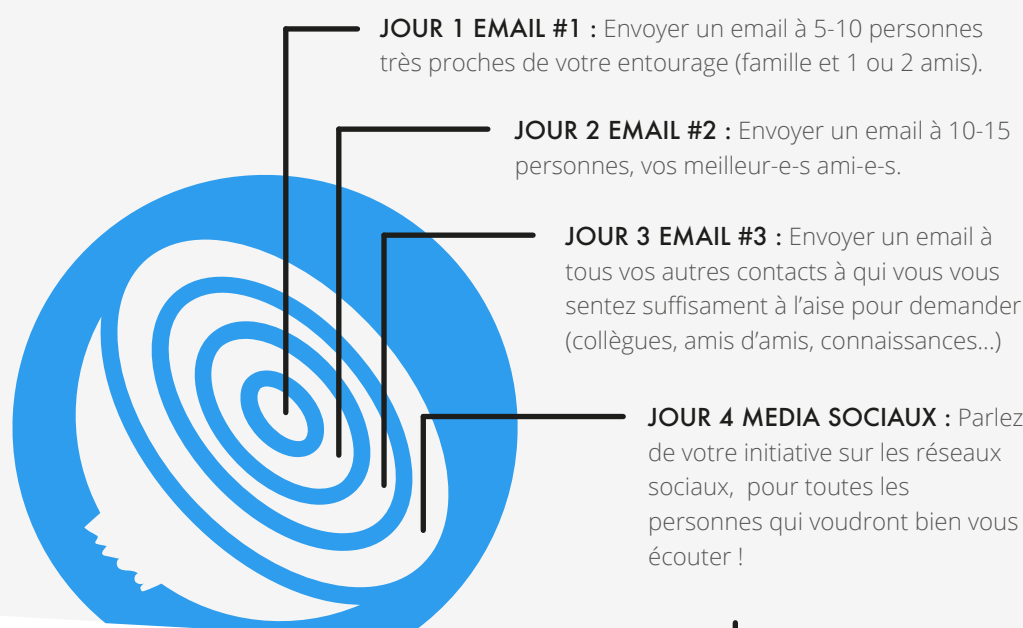 JOUR 1 EMAIL #1 : Envoyer un email à 5-10 personnes
très proches de votre entourage (famille et 1 ou 2 amis).
JOUR 2 EMAIL #2 : Envoyer un email à 10-15
personnes, vos meilleur-e-s ami-e-s.
JOUR 3 EMAIL #3 : Envoyer un email à
tous vos autres contacts à qui vous vous
sentez suffisament à l’aise pour demander
(collègues, amis d’amis, connaissances...)
JOUR 4 MEDIA SOCIAUX : Parlez
de votre initiative sur les réseaux
sociaux, pour toutes les
personnes qui voudront bien vous
écouter !